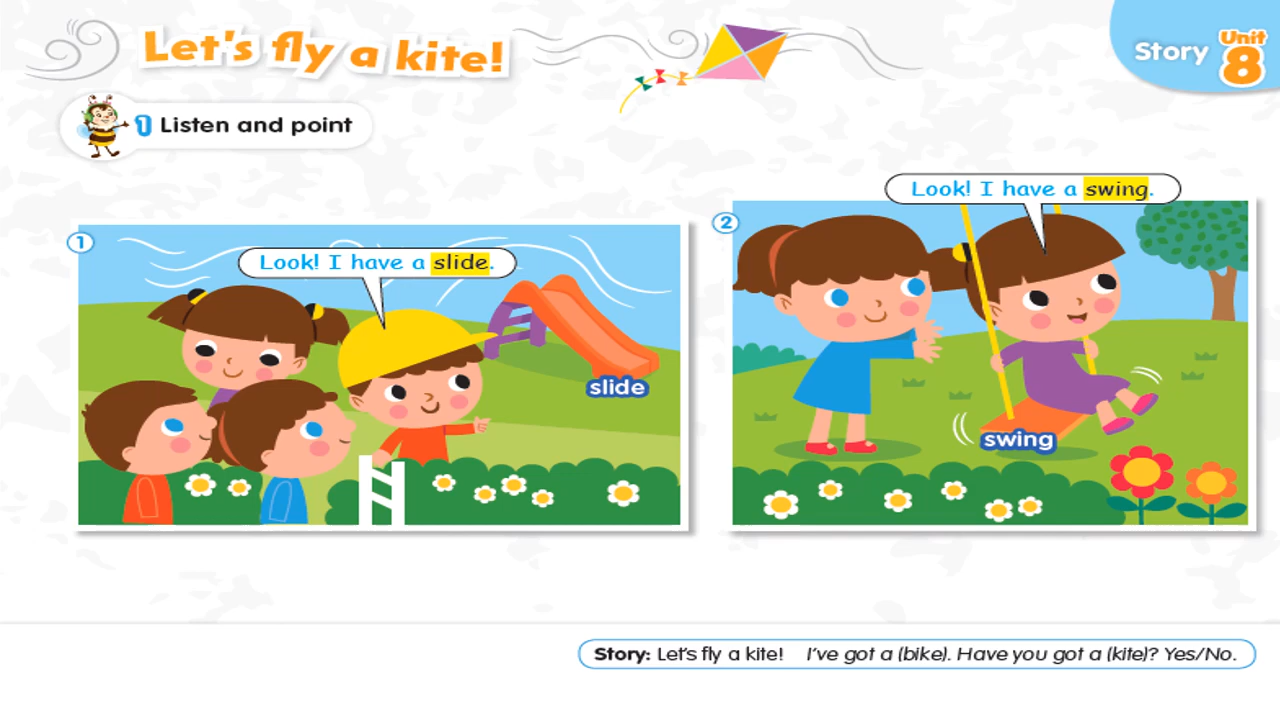 Let's fly a kite!
Story Unit 8
1 Listen and point
1
Look! I have a slide.
slide
2
Look! I have a swing.
swing
Story: Let's fly a kite! I've got a (bike). Have you got a (kite)? Yes/No.